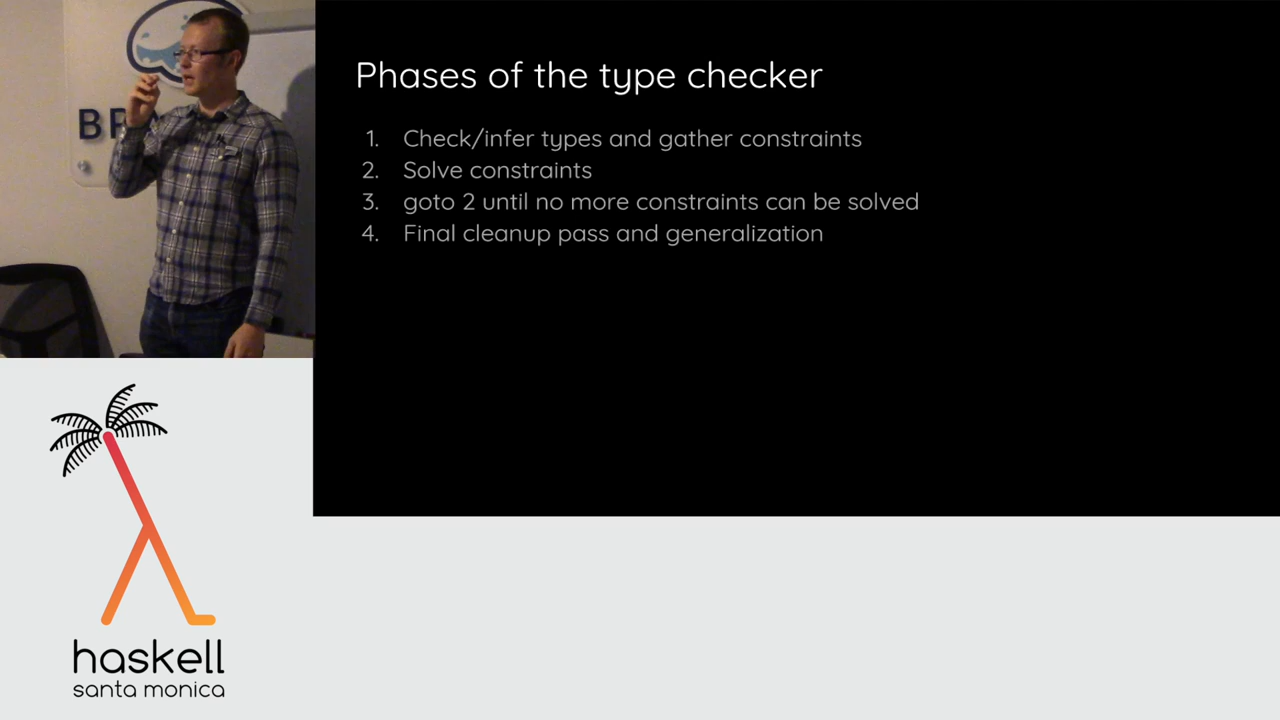 Phases of the type checker
1. Check/infer types and gather constraints
2. Solve constraints
3. goto 2 until no more constraints can be solved
4. Final cleanup pass and generalization
haskell
santa monica